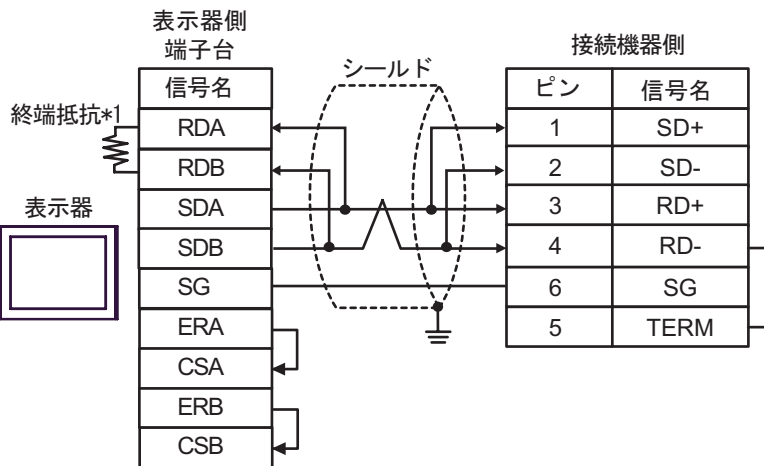 表示器側
端子台
信号名
終端抵抗*1
RDA
RDB
表示器
SDA
SDB
SG
ERA
CSA
ERB
CSB
シールド
接続機器側
ピン 信号名
1 SD+
2 SD-
3 RD+
4 RD-
6 SG
5 TERM